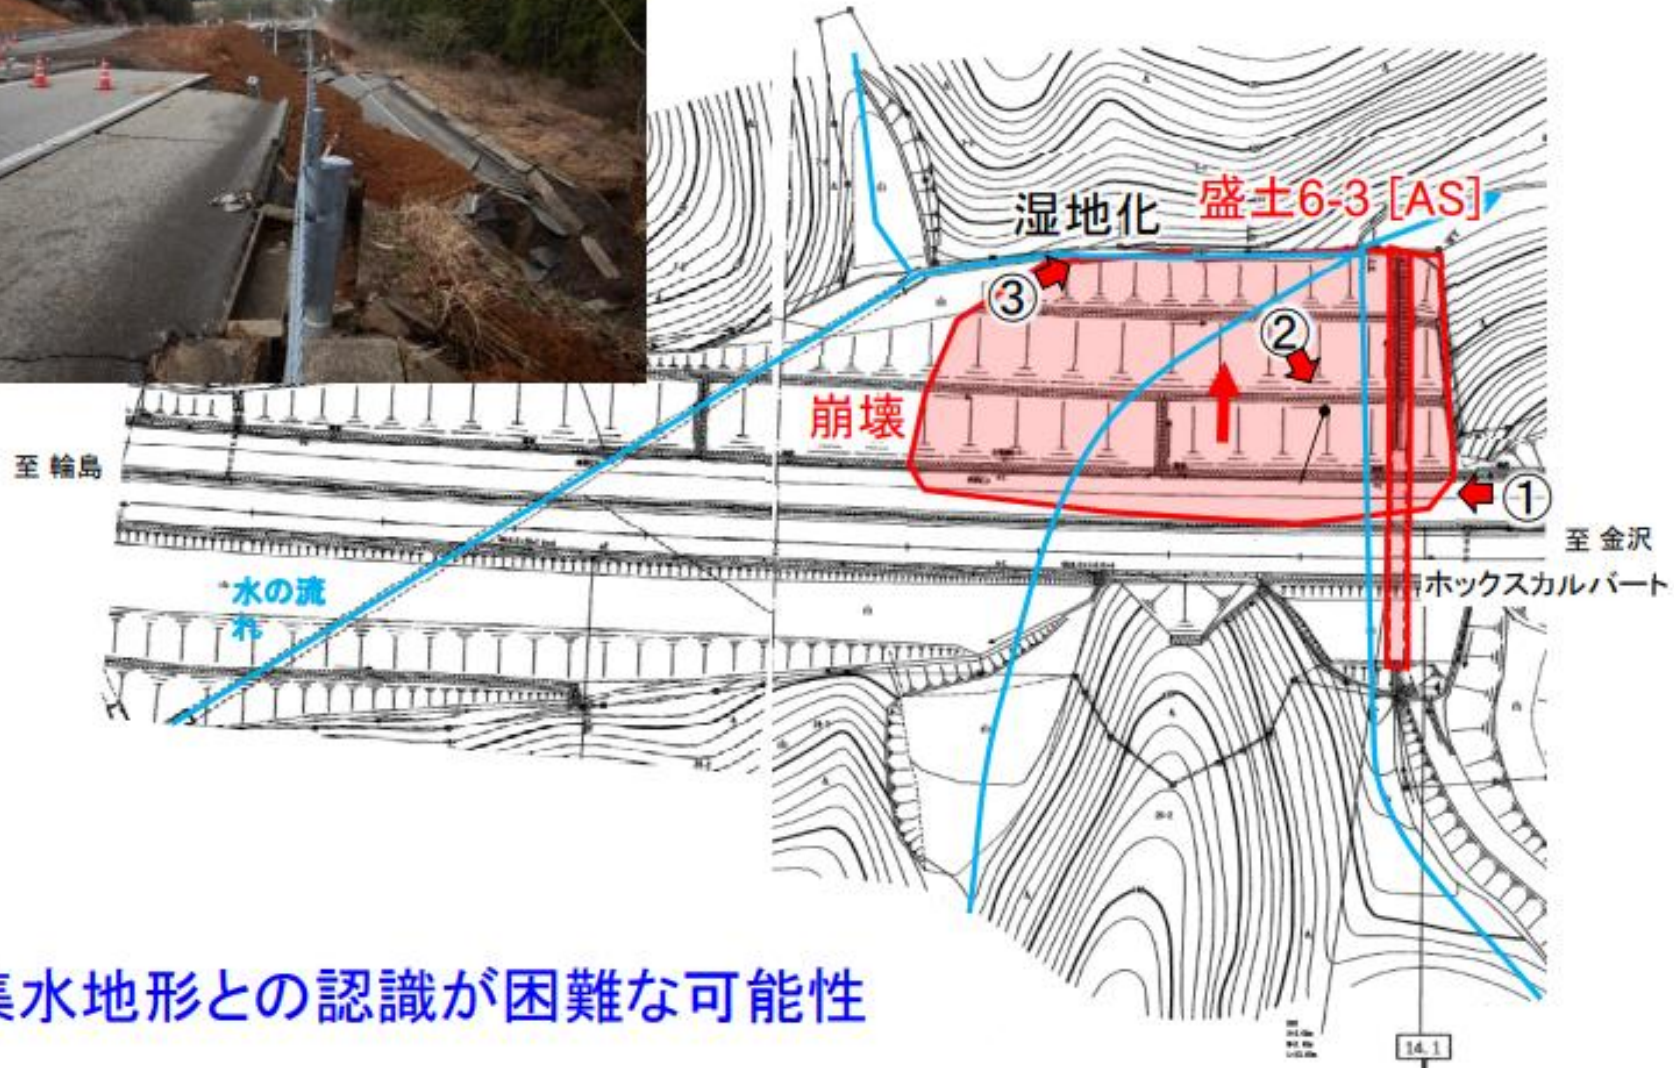 湿地化
盛土6-3 [AS]
③
②
崩壊
至 輪島
①
至 金沢
ホックスカルバート
水の流
れ
集水地形との認識が困難な可能性
14.1